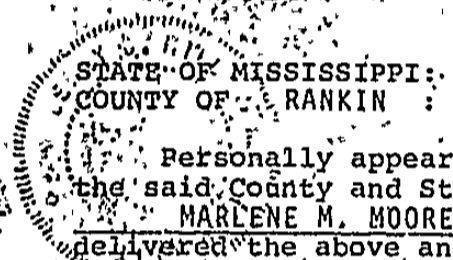 STATE OF MISSISSIPPI:
COUNTY OF RANKIN :
Personally appear
the said County and St
MARLENE M. MOORE
delivered the above an